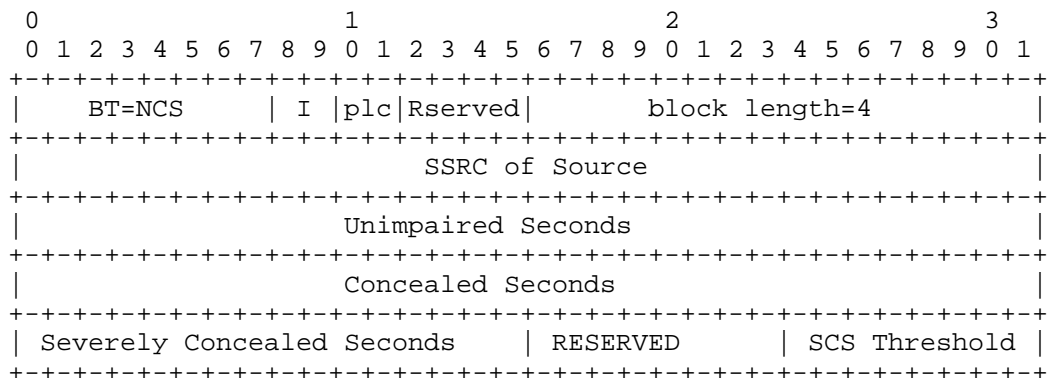 0                   1                   2                   3
 0 1 2 3 4 5 6 7 8 9 0 1 2 3 4 5 6 7 8 9 0 1 2 3 4 5 6 7 8 9 0 1
+-+-+-+-+-+-+-+-+-+-+-+-+-+-+-+-+-+-+-+-+-+-+-+-+-+-+-+-+-+-+-+-+
|    BT=NCS     | I |plc|Rserved|       block length=4          |
+-+-+-+-+-+-+-+-+-+-+-+-+-+-+-+-+-+-+-+-+-+-+-+-+-+-+-+-+-+-+-+-+
|                         SSRC of Source                        |
+-+-+-+-+-+-+-+-+-+-+-+-+-+-+-+-+-+-+-+-+-+-+-+-+-+-+-+-+-+-+-+-+
|                    Unimpaired Seconds                         |
+-+-+-+-+-+-+-+-+-+-+-+-+-+-+-+-+-+-+-+-+-+-+-+-+-+-+-+-+-+-+-+-+
|                    Concealed Seconds                          |
+-+-+-+-+-+-+-+-+-+-+-+-+-+-+-+-+-+-+-+-+-+-+-+-+-+-+-+-+-+-+-+-+
| Severely Concealed Seconds    | RESERVED      | SCS Threshold |
+-+-+-+-+-+-+-+-+-+-+-+-+-+-+-+-+-+-+-+-+-+-+-+-+-+-+-+-+-+-+-+-+